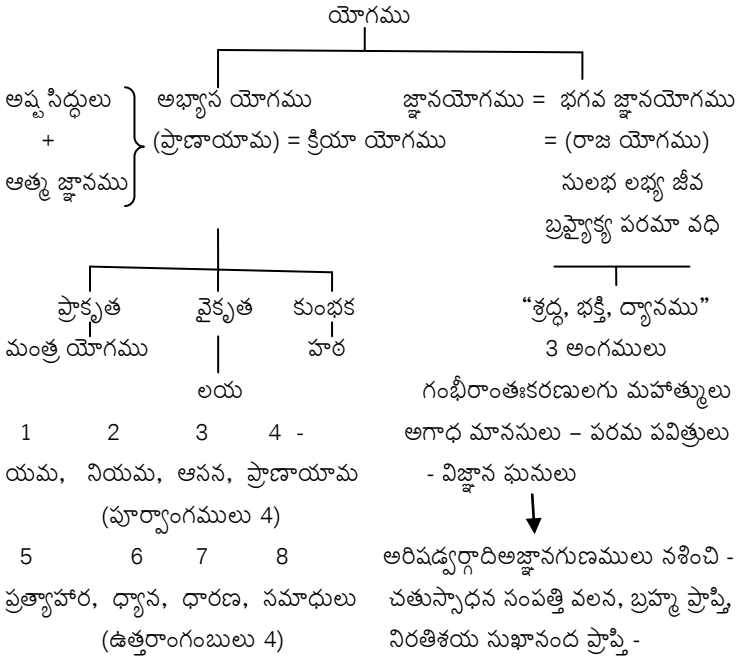 యోగము
అష్ట సిద్ధులు
+
ఆత్మ జ్ఞానము
అభ్యాస యోగము
(ప్రాణాయామ) = క్రియా యోగము
జ్ఞానయోగము = భగవ జ్ఞానయోగము
= (రాజ యోగము)
సులభ లభ్య జీవ
బ్రహ్యైక్య పరమా వధి
ప్రాకృత వైకృత కుంభక
మంత్ర యోగము హఠ
లయ
1 2 3 4 -
యమ, నియమ, ఆసన, ప్రాణాయామ
(పూర్వాంగములు 4)
5 6 7 8
ప్రత్యాహార, ధ్యాన, ధారణ, సమాధులు
(ఉత్తరాంగంబులు 4)
“శ్రద్ధ, భక్తి, ద్యానము”
3 అంగములు
గంభీరాంతఃకరణులగు మహాత్ములు
అగాధ మానసులు – పరమ పవిత్రులు
- విజ్ఞాన ఘనులు
అరిషడ్వర్గాదిఅజ్ఞానగుణములు నశించి -
చతుస్సాధన సంపత్తి వలన, బ్రహ్మ ప్రాప్తి,
నిరతిశయ సుఖానంద ప్రాప్తి -